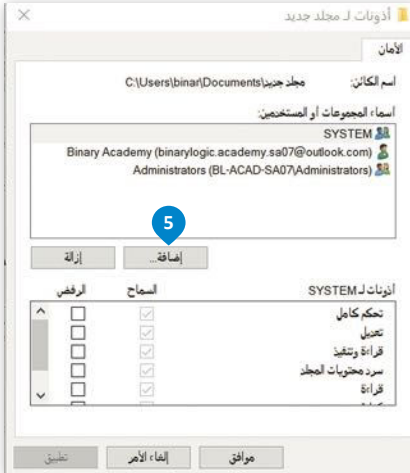 أذونات لـ مجلد جديد
الأمان
اسم الكائن: C:\Users\binar\Documents\مجلد جديد
أسماء المجموعات أو المستخدمين:
SYSTEM
Binary Academy (binarylogic.academy.sa07@outlook.com)
Administrators (BL-ACAD-SA07\Administrators)
5
إضافة... إزالة
أذونات لـ SYSTEM السماح الرفض
تحكم كامل
تعديل
قراءة وتنفيذ
سرد محتويات المجلد
قراءة
موافق إلغاء الأمر تطبيق